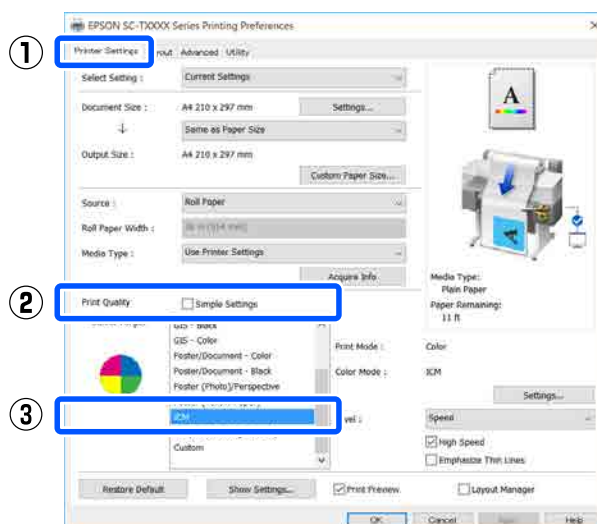 EPSON SC-TXXXX Series Printing Preferences
①
Printer Settings Advanced Utility
Select Setting : Current Settings
Document Size : A4 210 x 297 mm Settings...
Same as Paper Size
Output Size : A4 210 x 297 mm
Custom Paper Size...
Source : Roll Paper
Roll Paper Width :
Media Type : Use Printer Settings
Acquire Info
A
Media Type:
Plain Paper
Paper Remaining:
11 ft
②
Print Quality Simple Settings
GIS - Black
GIS - Color
Poster/Document - Color
Poster/Document - Black
Poster (Photo)/Perspective
③
ICM
Custom
Print Mode : Color
Color Mode : ICM
Settings...
Speed
High Speed
Emphasize Thin Lines
Restore Default Show Settings... Print Preview Layout Manager
OK Cancel Help